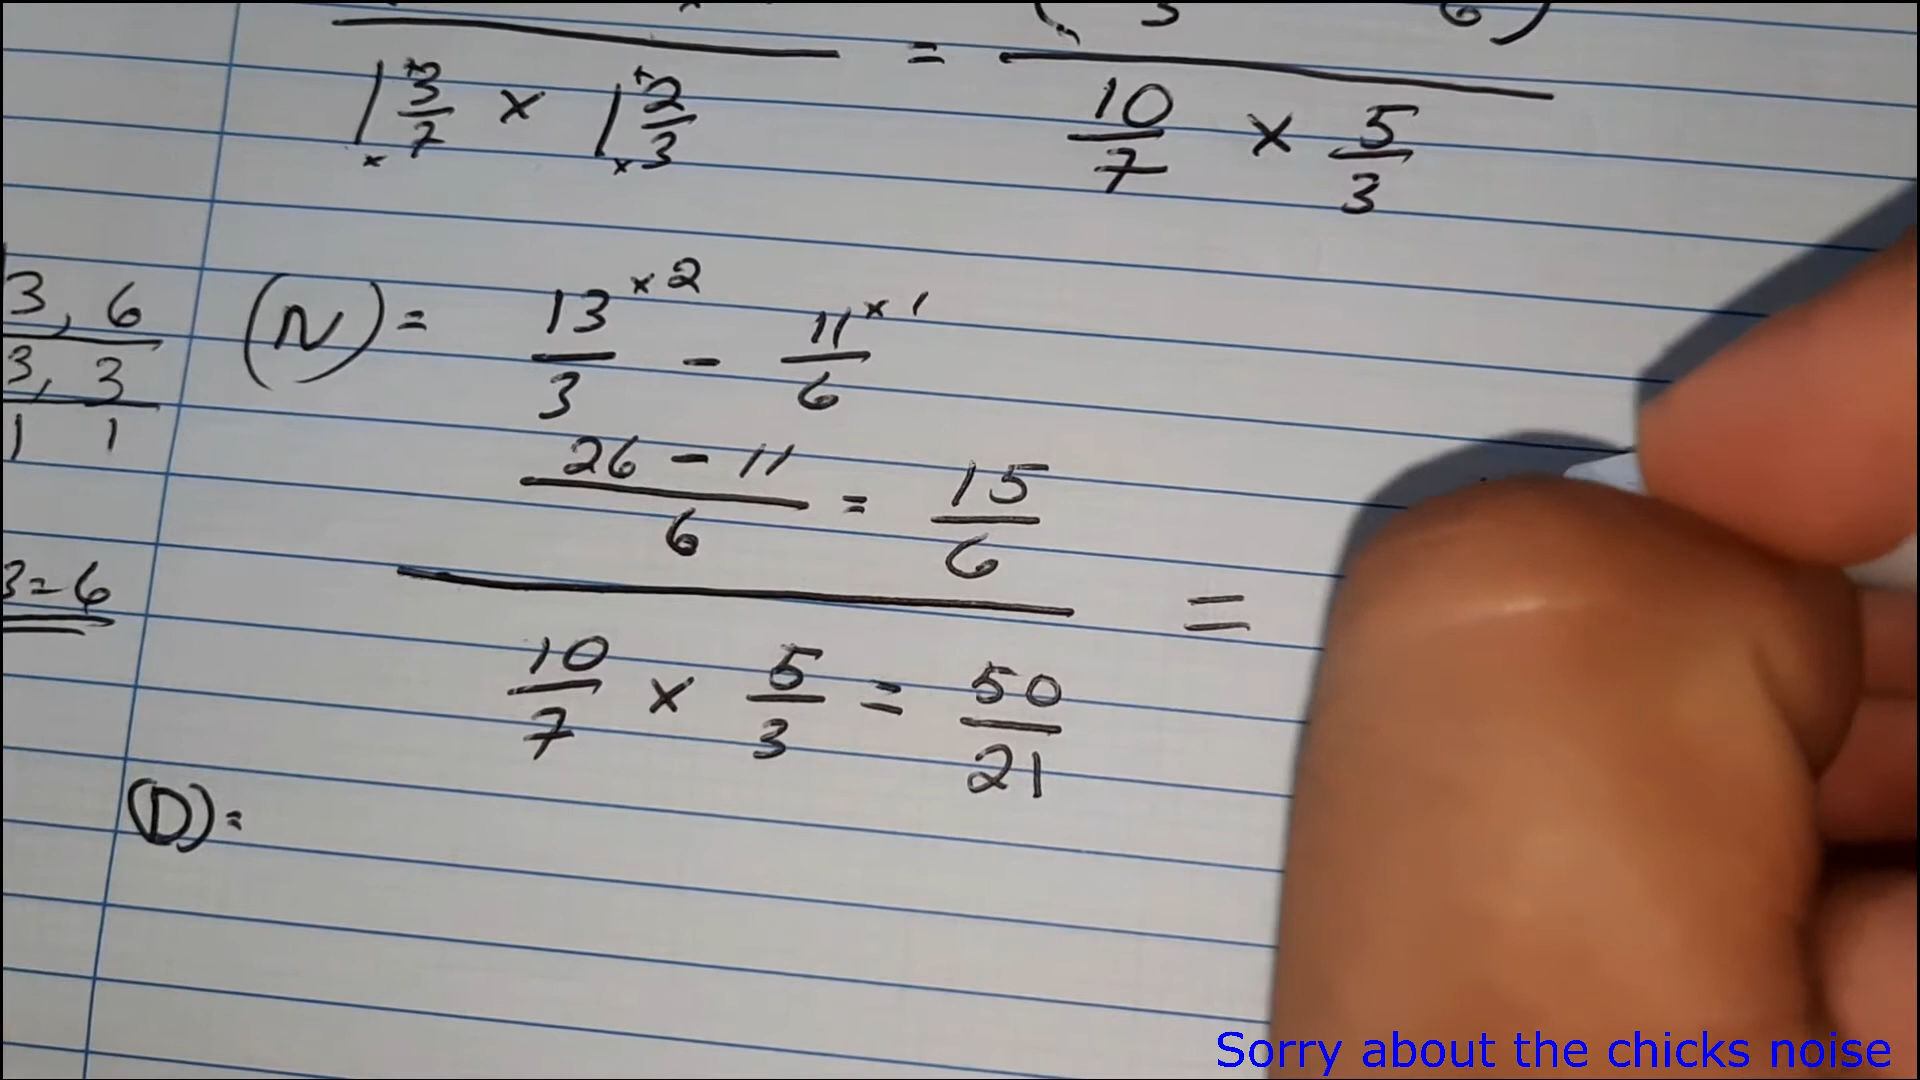 3 6)
1 3/7 × 1 2/3 = 10/7 × 5/3
3, 6
3, 3
1 1
3=6
(N) = 13/3 ×2 - 11/6 ×1
26 - 11 / 6 = 15/6
=
10/7 × 5/3 = 50/21
(D) =
Sorry about the chicks noise